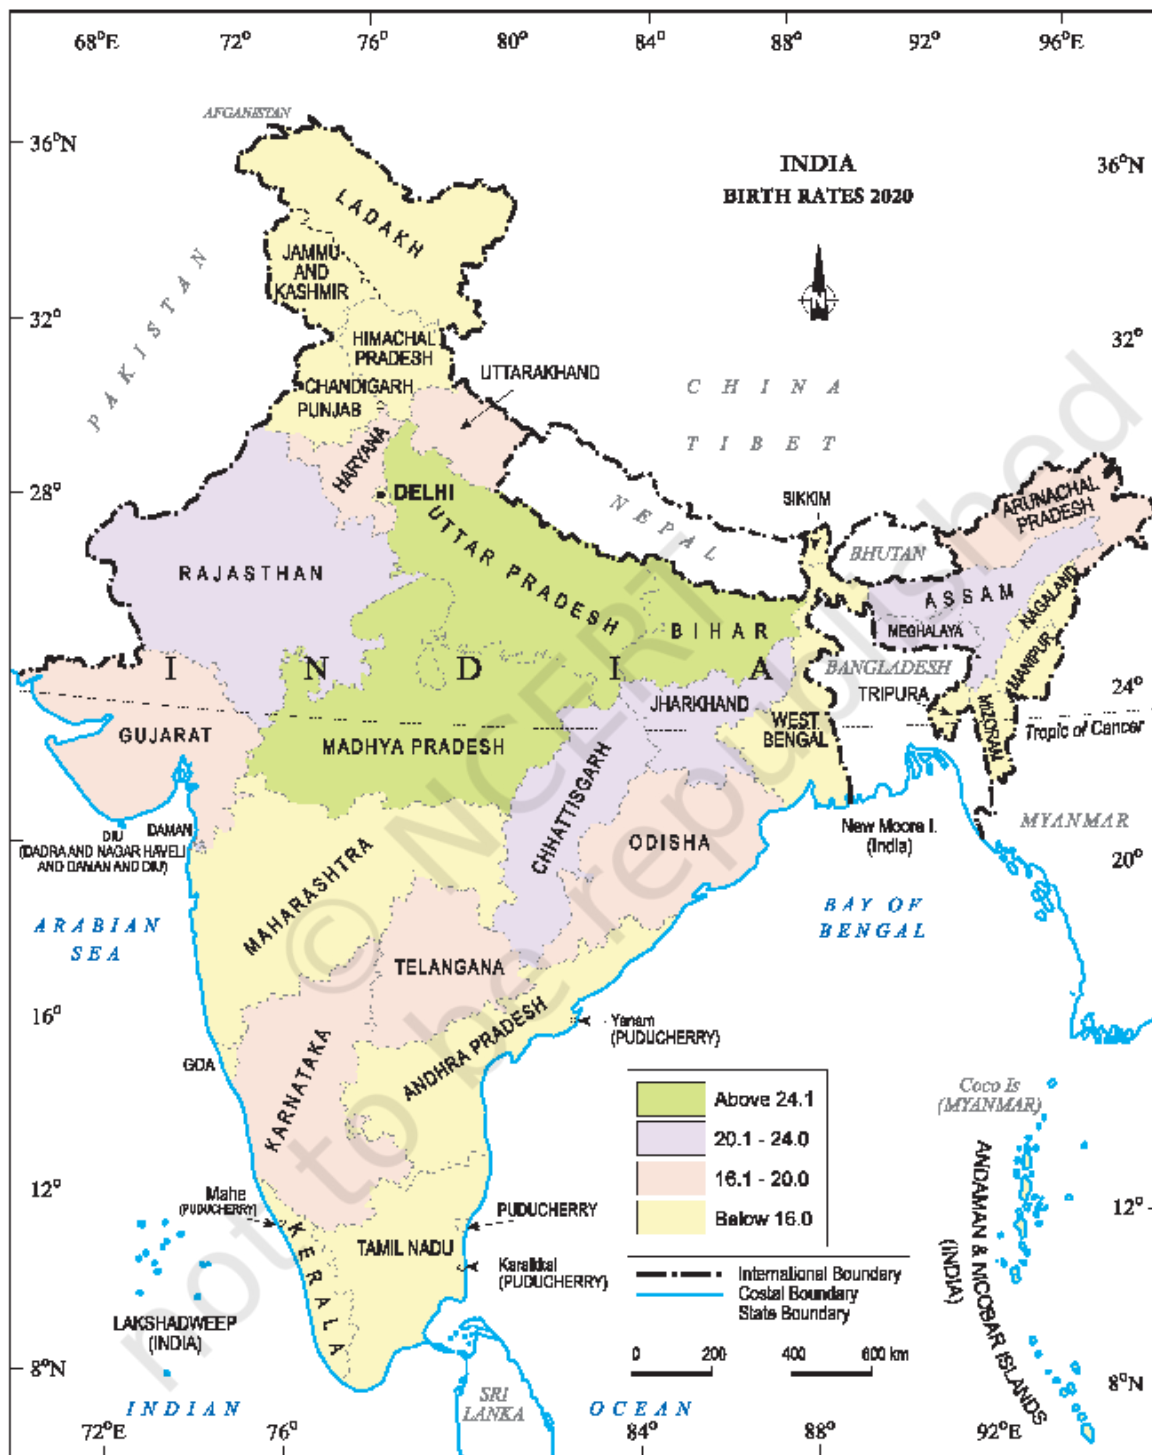 68°E 72° 76° 80° 84° 88° 92° 96°E
AFGANISTAN
36°N
INDIA
36°N
BIRTH RATES 2020
LADAKH
JAMMU
AND
KASHMIR
PAKISTAN
32°
32°
HIMACHAL
PRADESH
UTTARAKHAND
CHINA
CHANDIGARH
PUNJAB
TIBET
HARYANA
28°
DELHI
SIKKIM
NEPAL
ARUNACHAL
PRADESH
UTTAR PRADESH
BHUTAN
RAJASTHAN
ASSAM
NAGALAND
BIHAR
MEGHALAYA
INDIA
BANGLADESH
MANIPUR
TRIPURA
24°
JHARKHAND
MIZORAM
GUJARAT
WEST
BENGAL
Tropic of Cancer
MADHYA PRADESH
CHHATTISGARH
DIU
DAMAN
(DADRA AND NAGAR HAVELI
AND DAMAN AND DIU)
ODISHA
New Moore I.
(India)
MYANMAR
20°
MAHARASHTRA
ARABIAN
SEA
BAY OF
BENGAL
TELANGANA
16°
ANDHRA PRADESH
Yanam
(PUDUCHERRY)
GOA
KARNATAKA
Above 24.1
20.1 - 24.0
16.1 - 20.0
Below 16.0
Coco Is
(MYANMAR)
ANDAMAN & NICOBAR ISLANDS
(INDIA)
12°
12°
Mahe
(PUDUCHERRY)
PUDUCHERRY
KERALA
TAMIL NADU
Karaikkal
(PUDUCHERRY)
International Boundary
Costal Boundary
State Boundary
LAKSHADWEEP
(INDIA)
0 200 400 600 km
8°N
8°N
SRI
LANKA
INDIAN OCEAN
72°E 76° 84° 88° 92°E
N
© NCERT
not to be republished